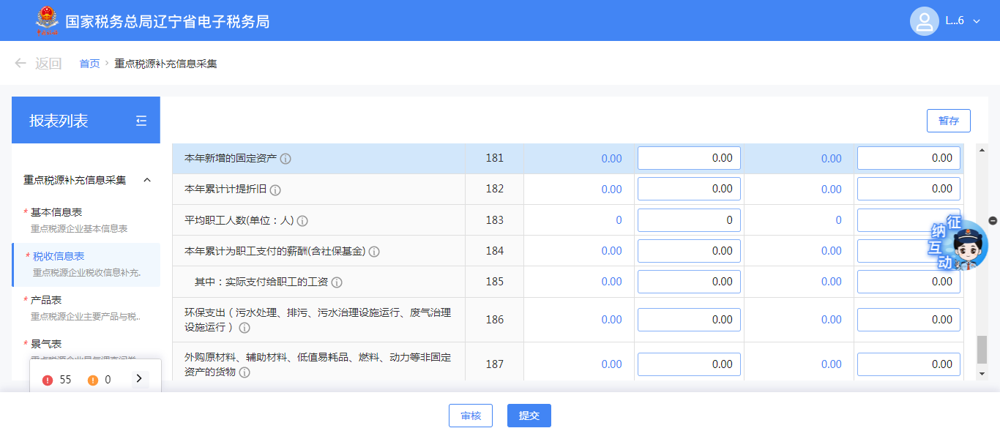 国家税务总局辽宁省电子税务局
L...6
返回 首页 重点税源补充信息采集
报表列表
暂存
重点税源补充信息采集
* 基本信息表
重点税源企业基本信息表
* 税收信息表
重点税源企业税收信息补充.
* 产品表
重点税源企业主要产品与税..
* 景气表
55 0
本年新增的固定资产 181 0.00 0.00 0.00 0.00
本年累计计提折旧 182 0.00 0.00 0.00 0.00
平均职工人数(单位：人) 183 0 0 0
本年累计为职工支付的薪酬(含社保基金) 184 0.00 0.00 0.00
其中：实际支付给职工的工资 185 0.00 0.00 0.00 0.00
环保支出（污水处理、排污、污水治理设施运行、废气治理
设施运行） 186 0.00 0.00 0.00 0.00
外购原材料、辅助材料、低值易耗品、燃料、动力等非固定
资产的货物 187 0.00 0.00 0.00 0.00
征纳互动
审核 提交